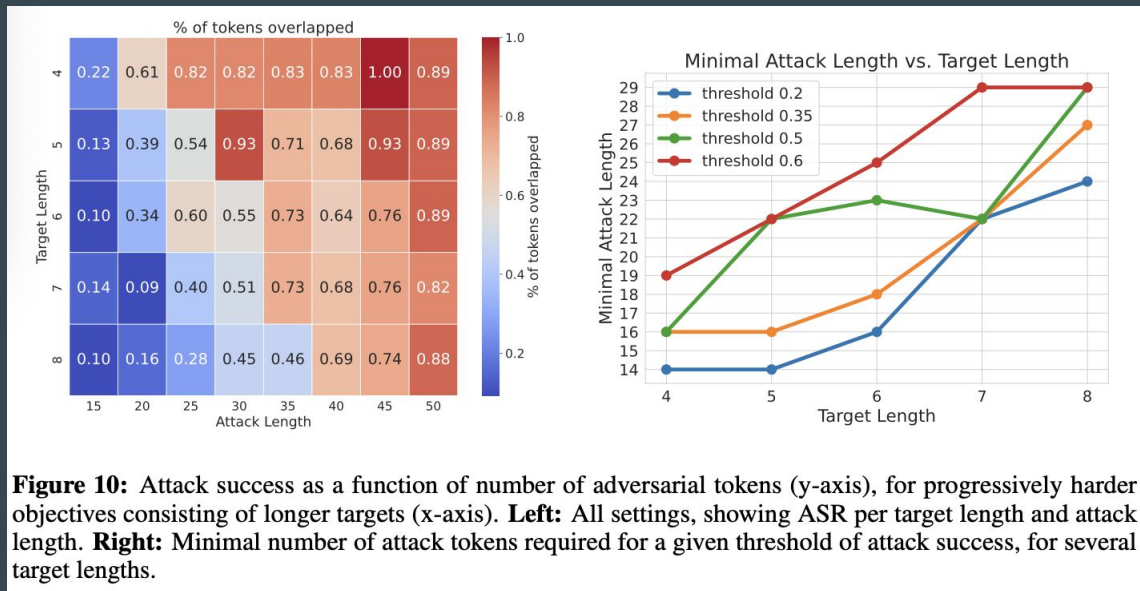 % of tokens overlapped
Target Length
4 0.22 0.61 0.82 0.82 0.83 0.83 1.00 0.89
5 0.13 0.39 0.54 0.93 0.71 0.68 0.93 0.89
6 0.10 0.34 0.60 0.55 0.73 0.64 0.76 0.89
7 0.14 0.09 0.40 0.51 0.73 0.68 0.76 0.82
8 0.10 0.16 0.28 0.45 0.46 0.69 0.74 0.88
15 20 25 30 35 40 45 50
Attack Length
1.0
0.8
0.6
0.4
0.2
% of tokens overlapped
Minimal Attack Length vs. Target Length
Minimal Attack Length
29
28
27
26
25
24
22
21
20
19
18
17
16
15
14
threshold 0.2
threshold 0.35
threshold 0.5
threshold 0.6
4 5 6 7 8
Target Length
Figure 10: Attack success as a function of number of adversarial tokens (y-axis), for progressively harder
objectives consisting of longer targets (x-axis). Left: All settings, showing ASR per target length and attack
length. Right: Minimal number of attack tokens required for a given threshold of attack success, for several
target lengths.